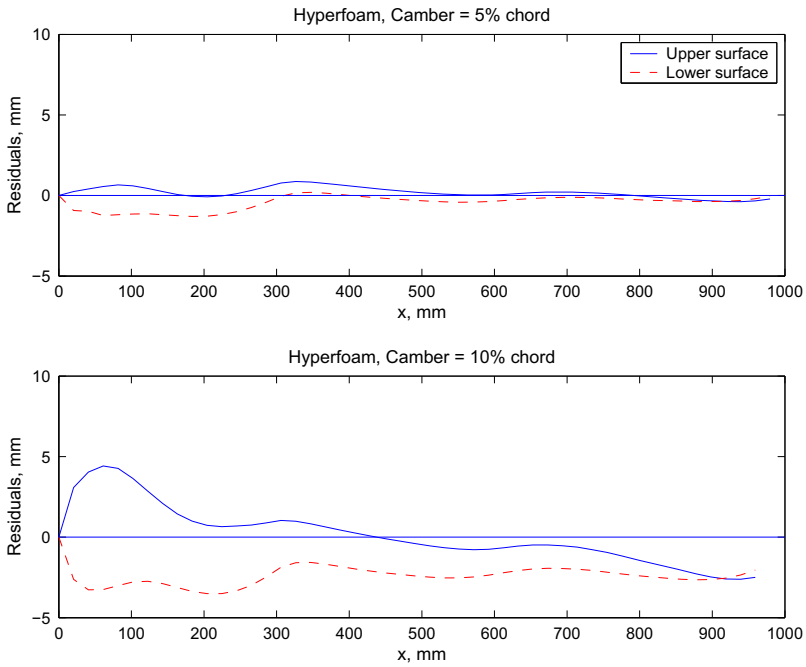 Hyperfoam, Camber = 5% chord
10
5
0
−5
Residuals, mm
Upper surface
Lower surface
0 100 200 300 400 500 600 700 800 900 1000
x, mm
Hyperfoam, Camber = 10% chord
10
5
0
−5
Residuals, mm
0 100 200 300 400 500 600 700 800 900 1000
x, mm